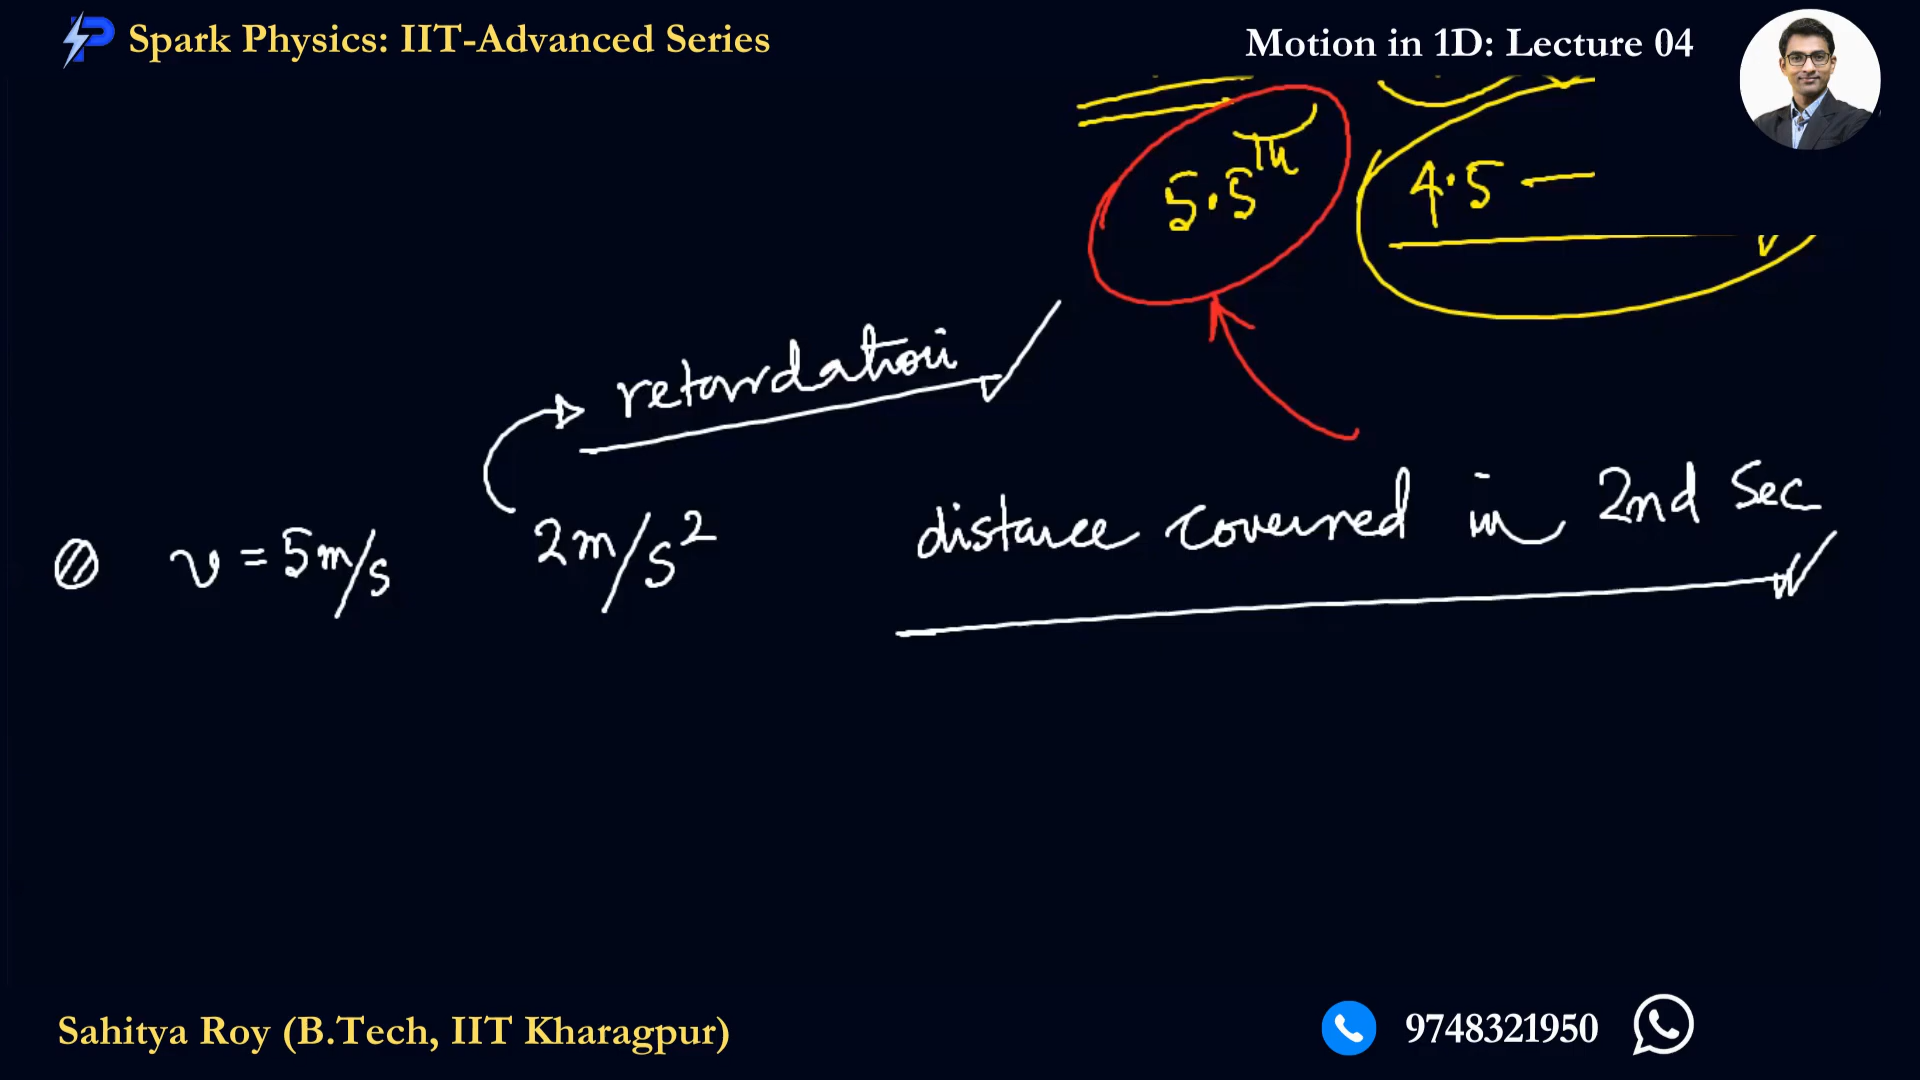 Spark Physics: IIT-Advanced Series
Motion in 1D: Lecture 04
5.5th
4.5 —
retardation
v = 5m/s 2m/s² distance covered in 2nd Sec
Sahitya Roy (B.Tech, IIT Kharagpur)
9748321950